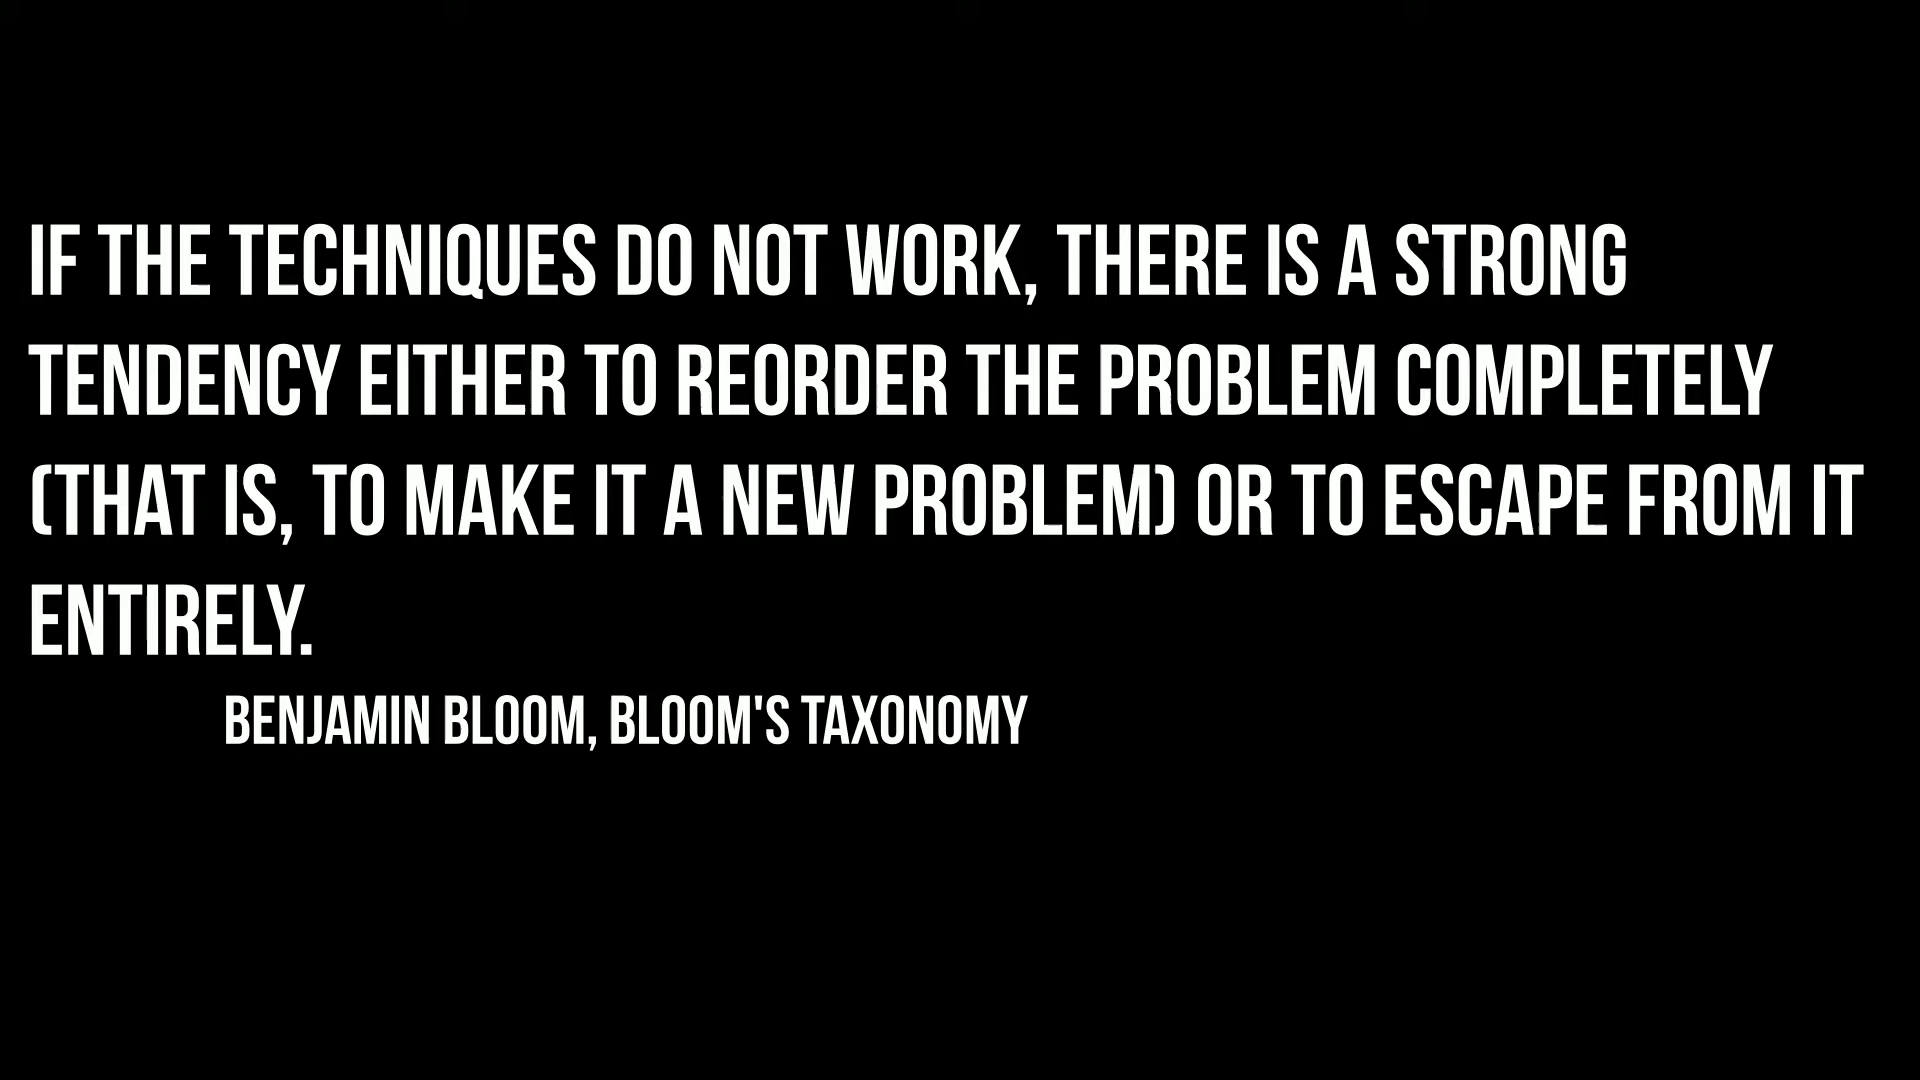 IF THE TECHNIQUES DO NOT WORK, THERE IS A STRONG
TENDENCY EITHER TO REORDER THE PROBLEM COMPLETELY
(THAT IS, TO MAKE IT A NEW PROBLEM) OR TO ESCAPE FROM IT
ENTIRELY.
BENJAMIN BLOOM, BLOOM'S TAXONOMY